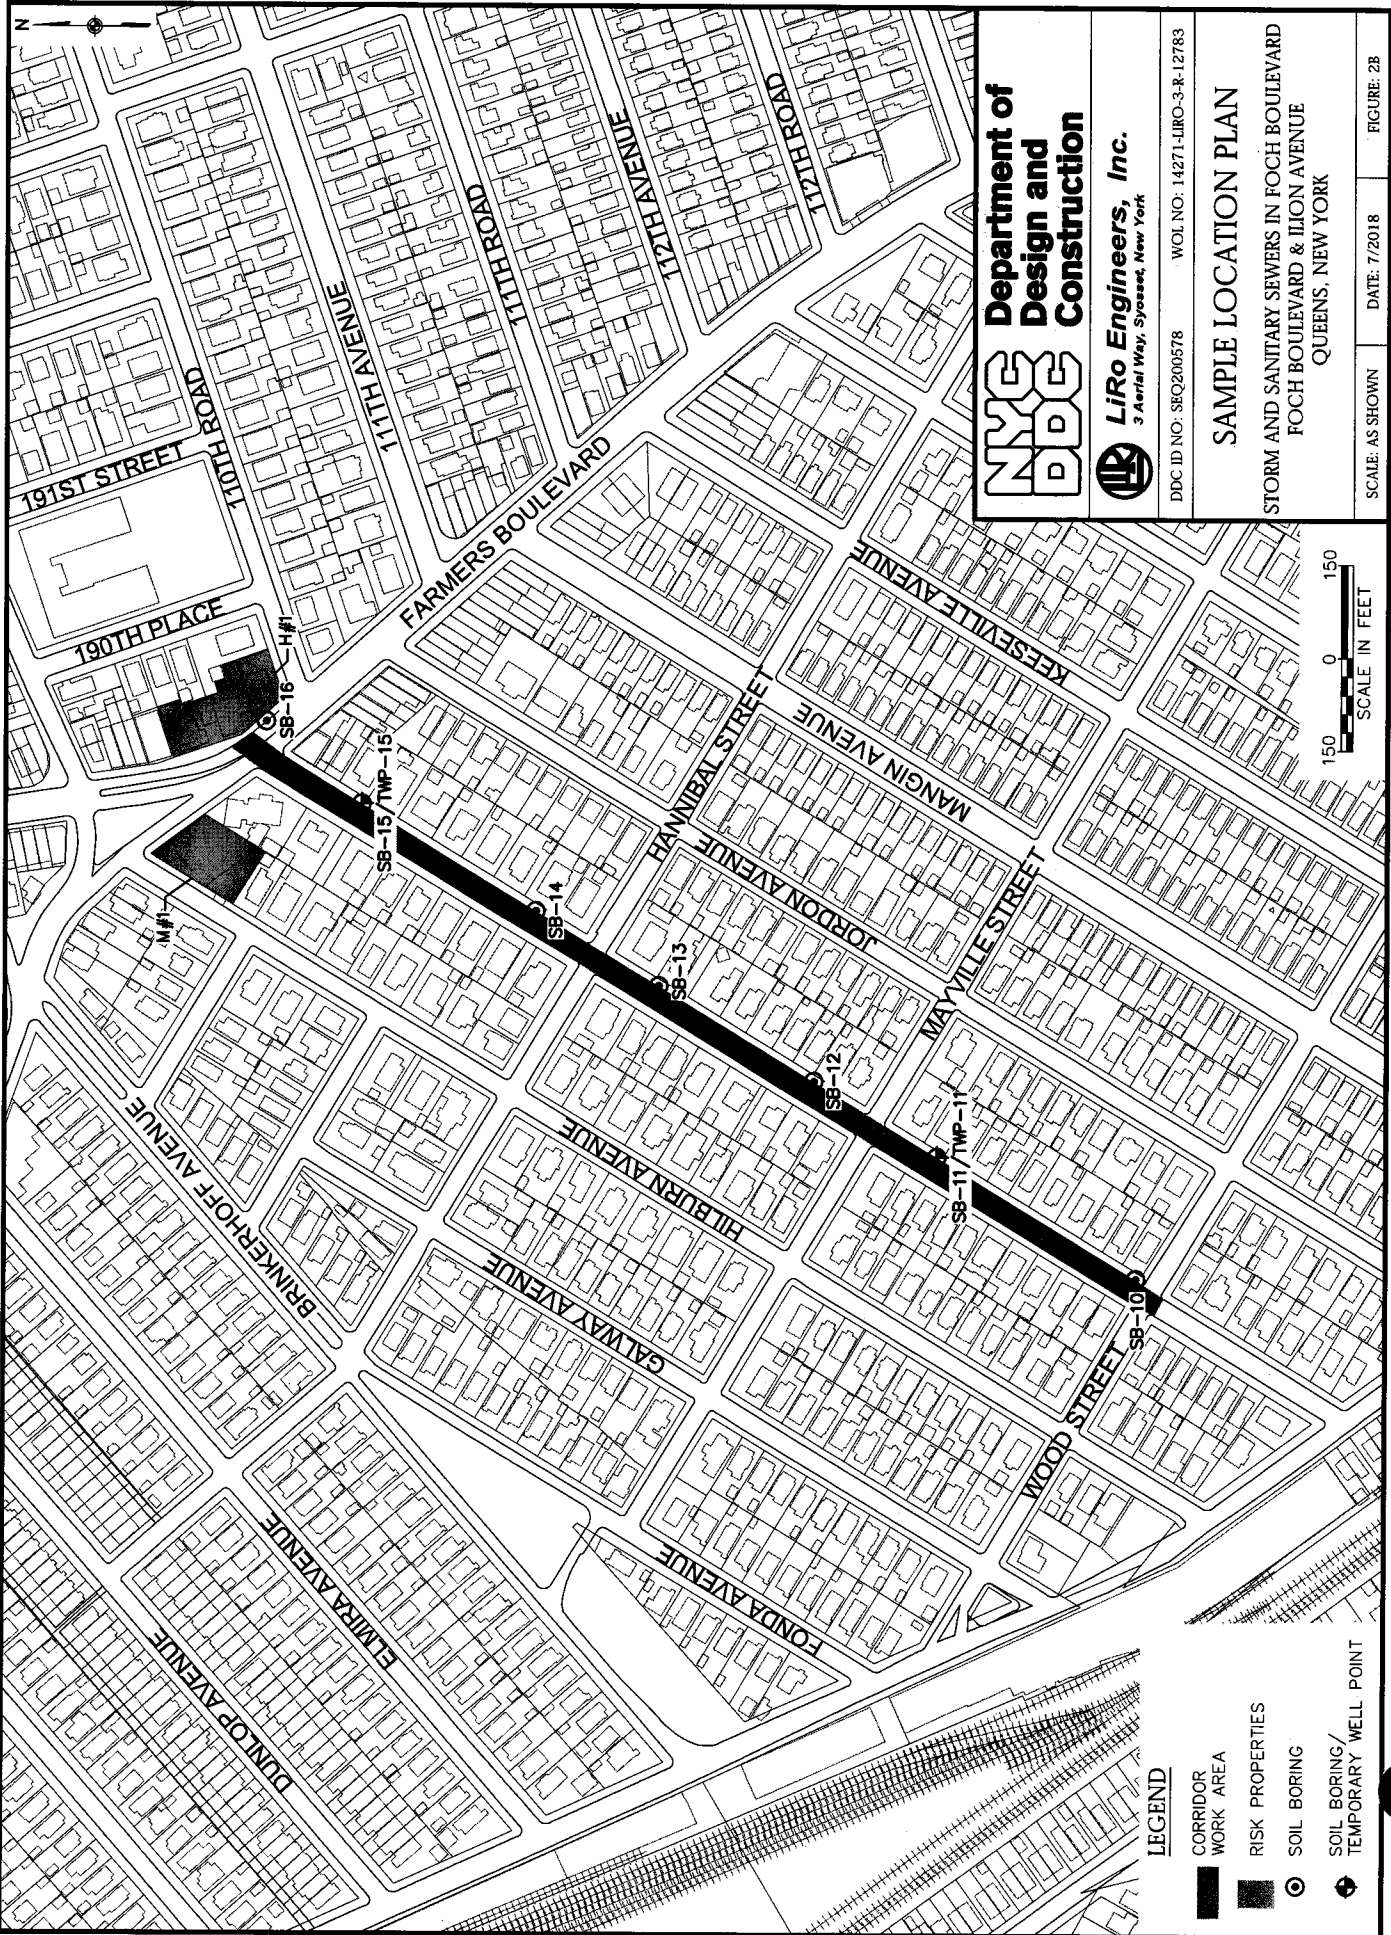 N
191ST STREET
190TH PLACE
110TH ROAD
111TH AVENUE
111TH ROAD
112TH AVENUE
112TH ROAD
FARMERS BOULEVARD
H#1
SB-16
M#1
SB-15/TWP-15
SB-14
SB-13
SB-12
SB-11/TWP-11
SB-10
HANNIBAL STREET
MAYVILLE STREET
WOOD STREET
KEESEVILLE AVENUE
MANGIN AVENUE
JORDON AVENUE
HILBURN AVENUE
GALWAY AVENUE
FONDA AVENUE
BRINKERHOFF AVENUE
ELMIRA AVENUE
DUNLOP AVENUE
LEGEND
CORRIDOR
WORK AREA
RISK PROPERTIES
SOIL BORING
SOIL BORING/
TEMPORARY WELL POINT
150 0 150
SCALE IN FEET
NYC
DDC
Department of
Design and
Construction
LiRo Engineers, Inc.
3 Aerial Way, Syosset, New York
DDC ID NO: SEQ200578 WOL NO: 14271-LIRO-3-R-12783
SAMPLE LOCATION PLAN
STORM AND SANITARY SEWERS IN FOCH BOULEVARD
FOCH BOULEVARD & ILION AVENUE
QUEENS, NEW YORK
SCALE: AS SHOWN DATE: 7/2018 FIGURE: 2B